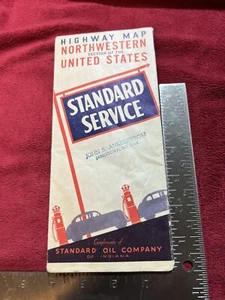 HIGHWAY MAP
NORTHWESTERN
SECTION OF THE
UNITED STATES
STANDARD
SERVICE
Compliments of
STANDARD OIL COMPANY
OF INDIANA